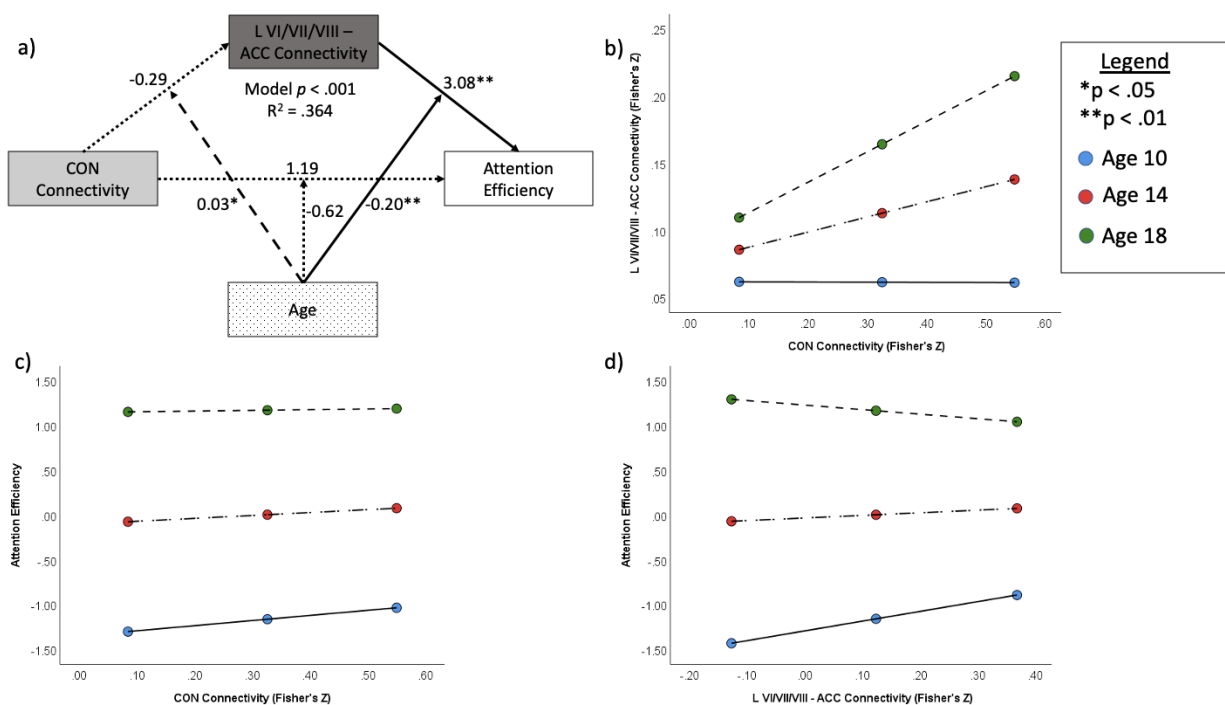 a)
L VI/VII/VIII –
ACC Connectivity
-0.29
3.08**
Model p < .001
R² = .364
CON
Connectivity
1.19
Attention
Efficiency
0.03*
-0.62
-0.20**
Age
b)
L VI/VII/VIII - ACC Connectivity (Fisher's Z)
.25
.20
.15
.10
.05
.00 .10 .20 .30 .40 .50 .60
CON Connectivity (Fisher's Z)
Legend
*p < .05
**p < .01
Age 10
Age 14
Age 18
c)
Attention Efficiency
1.50
1.00
.50
.00
-.50
-1.00
-1.50
.00 .10 .20 .30 .40 .50 .60
CON Connectivity (Fisher's Z)
d)
Attention Efficiency
1.50
1.00
.50
.00
-.50
-1.00
-1.50
-.20 -.10 .00 .10 .20 .30 .40
L VI/VII/VIII - ACC Connectivity (Fisher's Z)